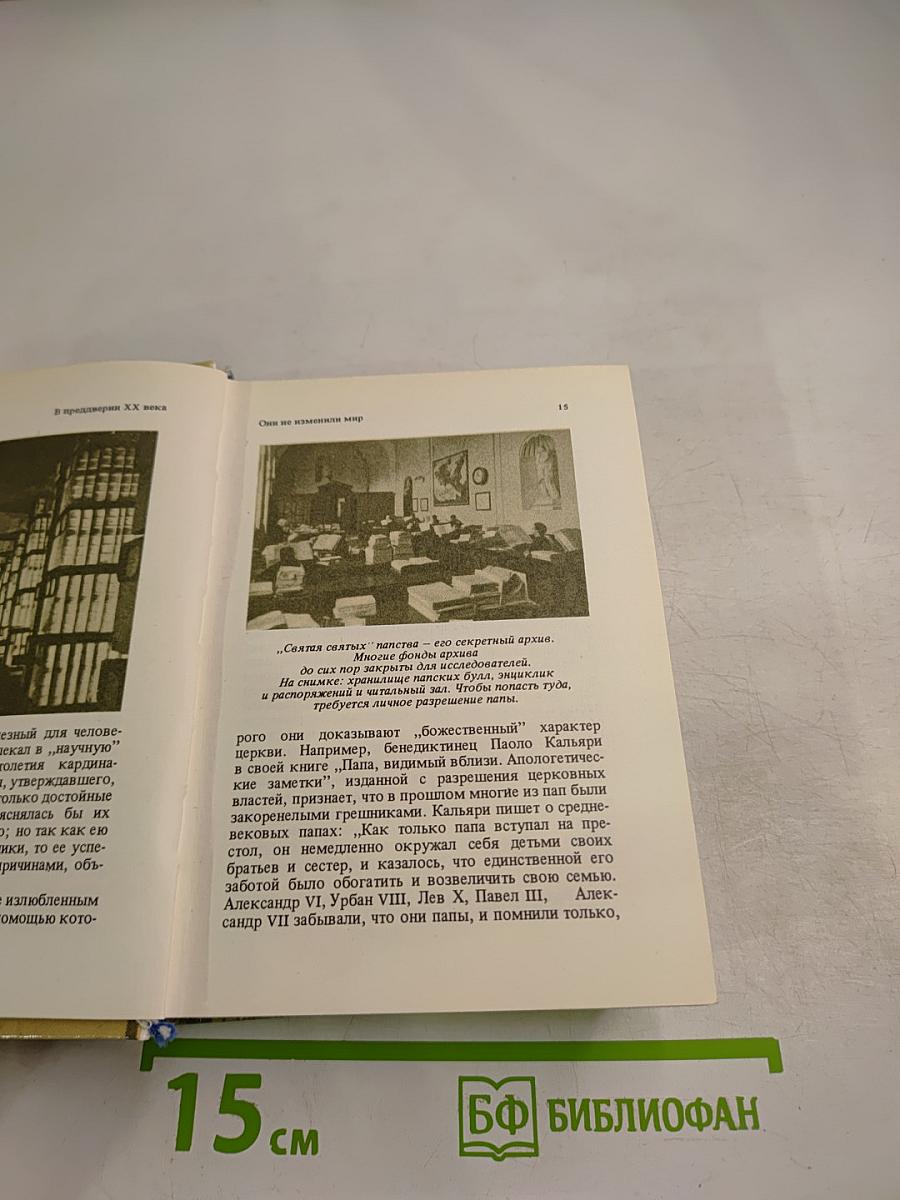 В преддверии XX века
езный для челове-
лекал в „научную”
олетия кардина-
, утверждавшего,
олько достойные
яснялась бы их
о; но так как ею
ики, то ее успе-
ричинами, объ-
излюбленным
омощью кото-
Они не изменили мир
15
„Святая святых” папства – его секретный архив.
Многие фонды архива
до сих пор закрыты для исследователей.
На снимке: хранилище папских булл, энциклик
и распоряжений и читальный зал. Чтобы попасть туда,
требуется личное разрешение папы.
рого они доказывают „божественный” характер
церкви. Например, бенедиктинец Паоло Кальяри
в своей книге „Папа, видимый вблизи. Апологетичес-
кие заметки”, изданной с разрешения церковных
властей, признает, что в прошлом многие из пап были
закоренелыми грешниками. Кальяри пишет о средне-
вековых папах: „Как только папа вступал на пре-
стол, он немедленно окружал себя детьми своих
братьев и сестер, и казалось, что единственной его
заботой было обогатить и возвеличить свою семью.
Александр VI, Урбан VIII, Лев X, Павел III, Алек-
сандр VII забывали, что они папы, и помнили только,
15 см
БФ БИБЛИОФАН